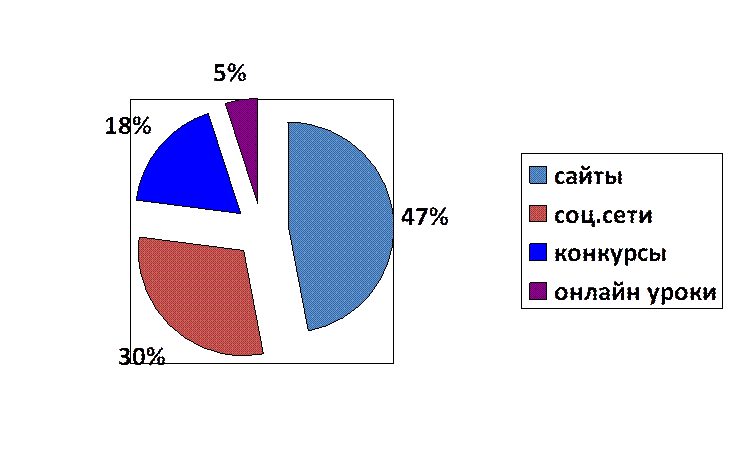 5%
18%
47%
30%
сайты
соц.сети
конкурсы
онлайн уроки